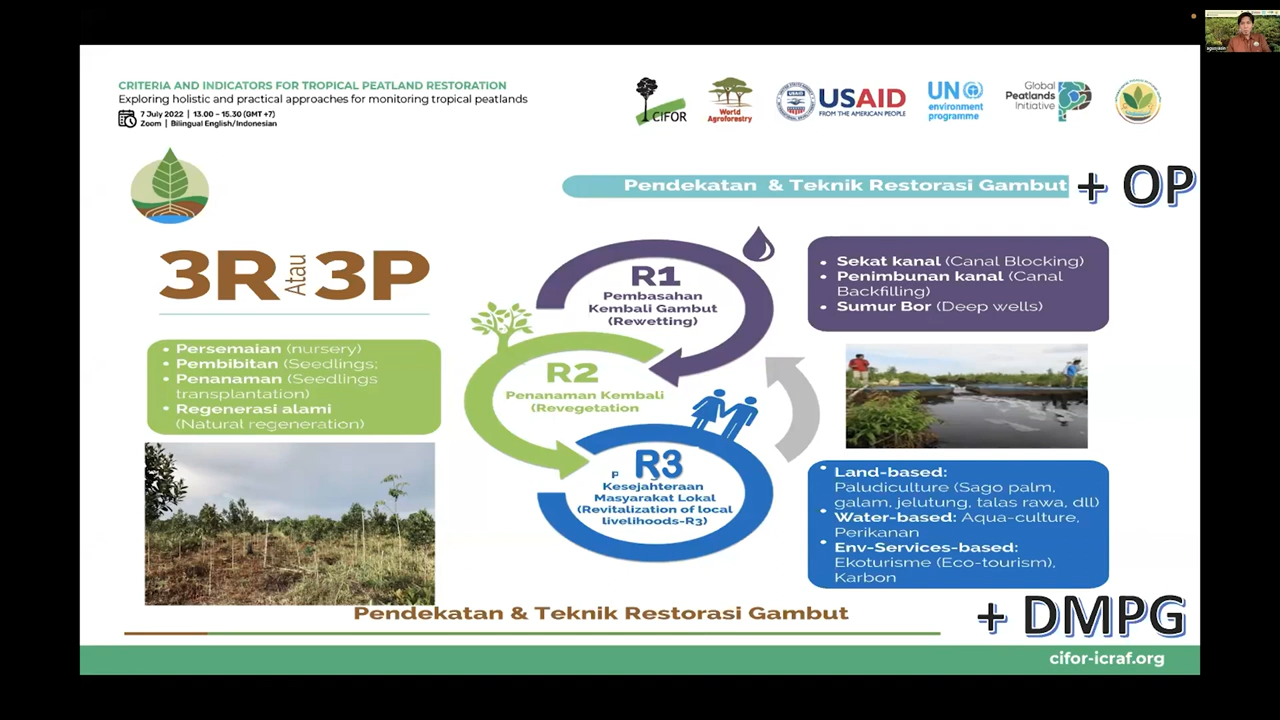 CRITERIA AND INDICATORS FOR TROPICAL PEATLAND RESTORATION
Exploring holistic and practical approaches for monitoring tropical peatlands
7 July 2022 | 13.00 - 15.30 (GMT +7)
Zoom | Bilingual English/Indonesian
CIFOR
World
Agroforestry
USAID
FROM THE AMERICAN PEOPLE
UN
environment
programme
Global
Peatlands
Initiative
Pendekatan & Teknik Restorasi Gambut
+ OP
3R Atau 3P
R1
Pembasahan
Kembali Gambut
(Rewetting)
• Sekat kanal (Canal Blocking)
• Penimbunan kanal (Canal
Backfilling)
• Sumur Bor (Deep wells)
• Persemaian (nursery)
• Pembibitan (Seedlings;
• Penanaman (Seedlings
transplantation)
• Regenerasi alami
(Natural regeneration)
R2
Penanaman Kembali
(Revegetation
R3
P
Kesejahteraan
Masyarakat Lokal
(Revitalization of local
livelihoods-R3)
• Land-based:
Paludiculture (Sago palm,
galam, jelutung, talas rawa, dll)
• Water-based: Aqua-culture,
Perikanan
• Env-Services-based:
Ekoturisme (Eco-tourism),
Karbon
Pendekatan & Teknik Restorasi Gambut
+ DMPG
cifor-icraf.org